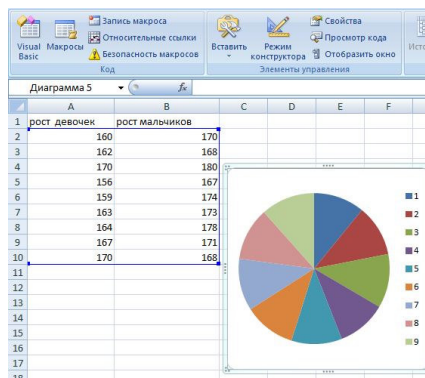 Visual Basic
Макросы
Запись макроса
Относительные ссылки
Безопасность макросов
Код
Вставить
Режим конструктора
Свойства
Просмотр кода
Отобразить окно
Элементы управления
Диаграмма 5
fx
A B C D E F
1 рост девочек рост мальчиков
2 160 170
3 162 168
4 170 180
5 156 167
6 159 174
7 163 173
8 164 178
9 167 171
10 170 168
11
12
13
14
15
16
17
18
1
2
3
4
5
6
7
8
9